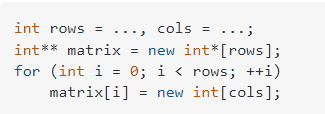 int rows = ..., cols = ...;
int** matrix = new int*[rows];
for (int i = 0; i < rows; ++i)
    matrix[i] = new int[cols];